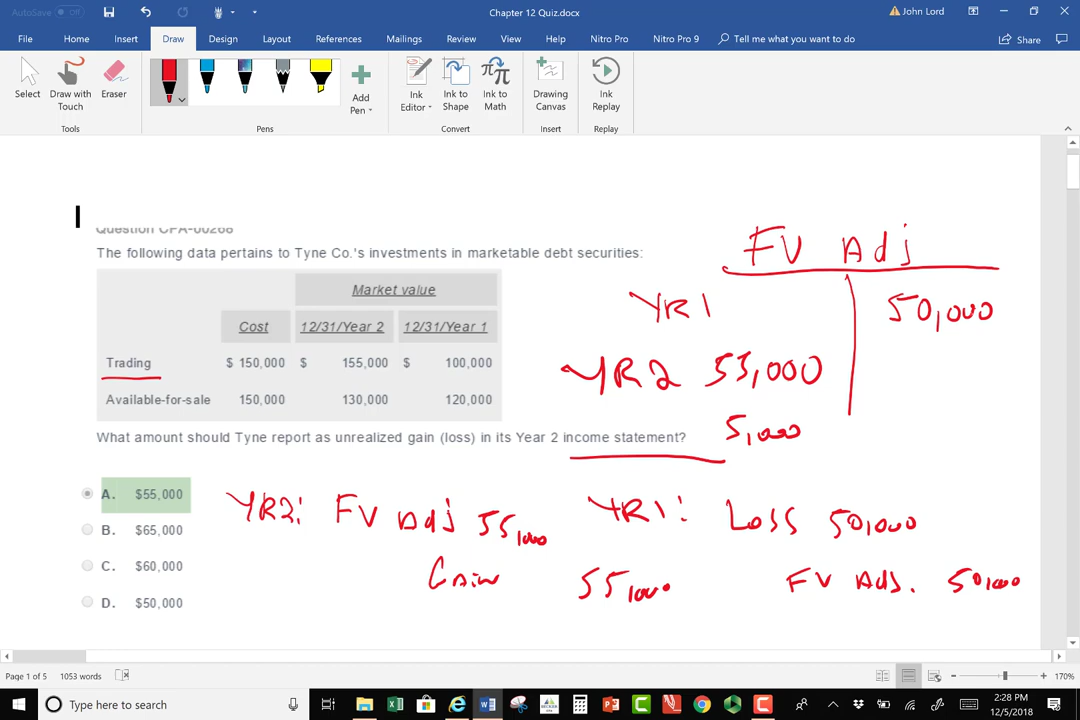 AutoSave Off
Chapter 12 Quiz.docx
John Lord
File Home Insert Draw Design Layout References Mailings Review View Help Nitro Pro Nitro Pro 9 Tell me what you want to do Share
Select
Draw with Touch
Eraser
Add Pen
Ink Editor
Ink to Shape
Ink to Math
Drawing Canvas
Ink Replay
Tools Pens Convert Insert Replay
Question CPA-00268
The following data pertains to Tyne Co.'s investments in marketable debt securities:
Market value
Cost 12/31/Year 2 12/31/Year 1
Trading $ 150,000 $ 155,000 $ 100,000
Available-for-sale 150,000 130,000 120,000
What amount should Tyne report as unrealized gain (loss) in its Year 2 income statement?
A. $55,000
B. $65,000
C. $60,000
D. $50,000
FV Adj
YR1 50,000
YR2 55,000
5,000
YR2: FV Adj 55,000
Gain 55,000
YR1: Loss 50,000
FV Adj. 50,000
Page 1 of 5 1053 words
170%
Type here to search
2:28 PM
12/5/2018